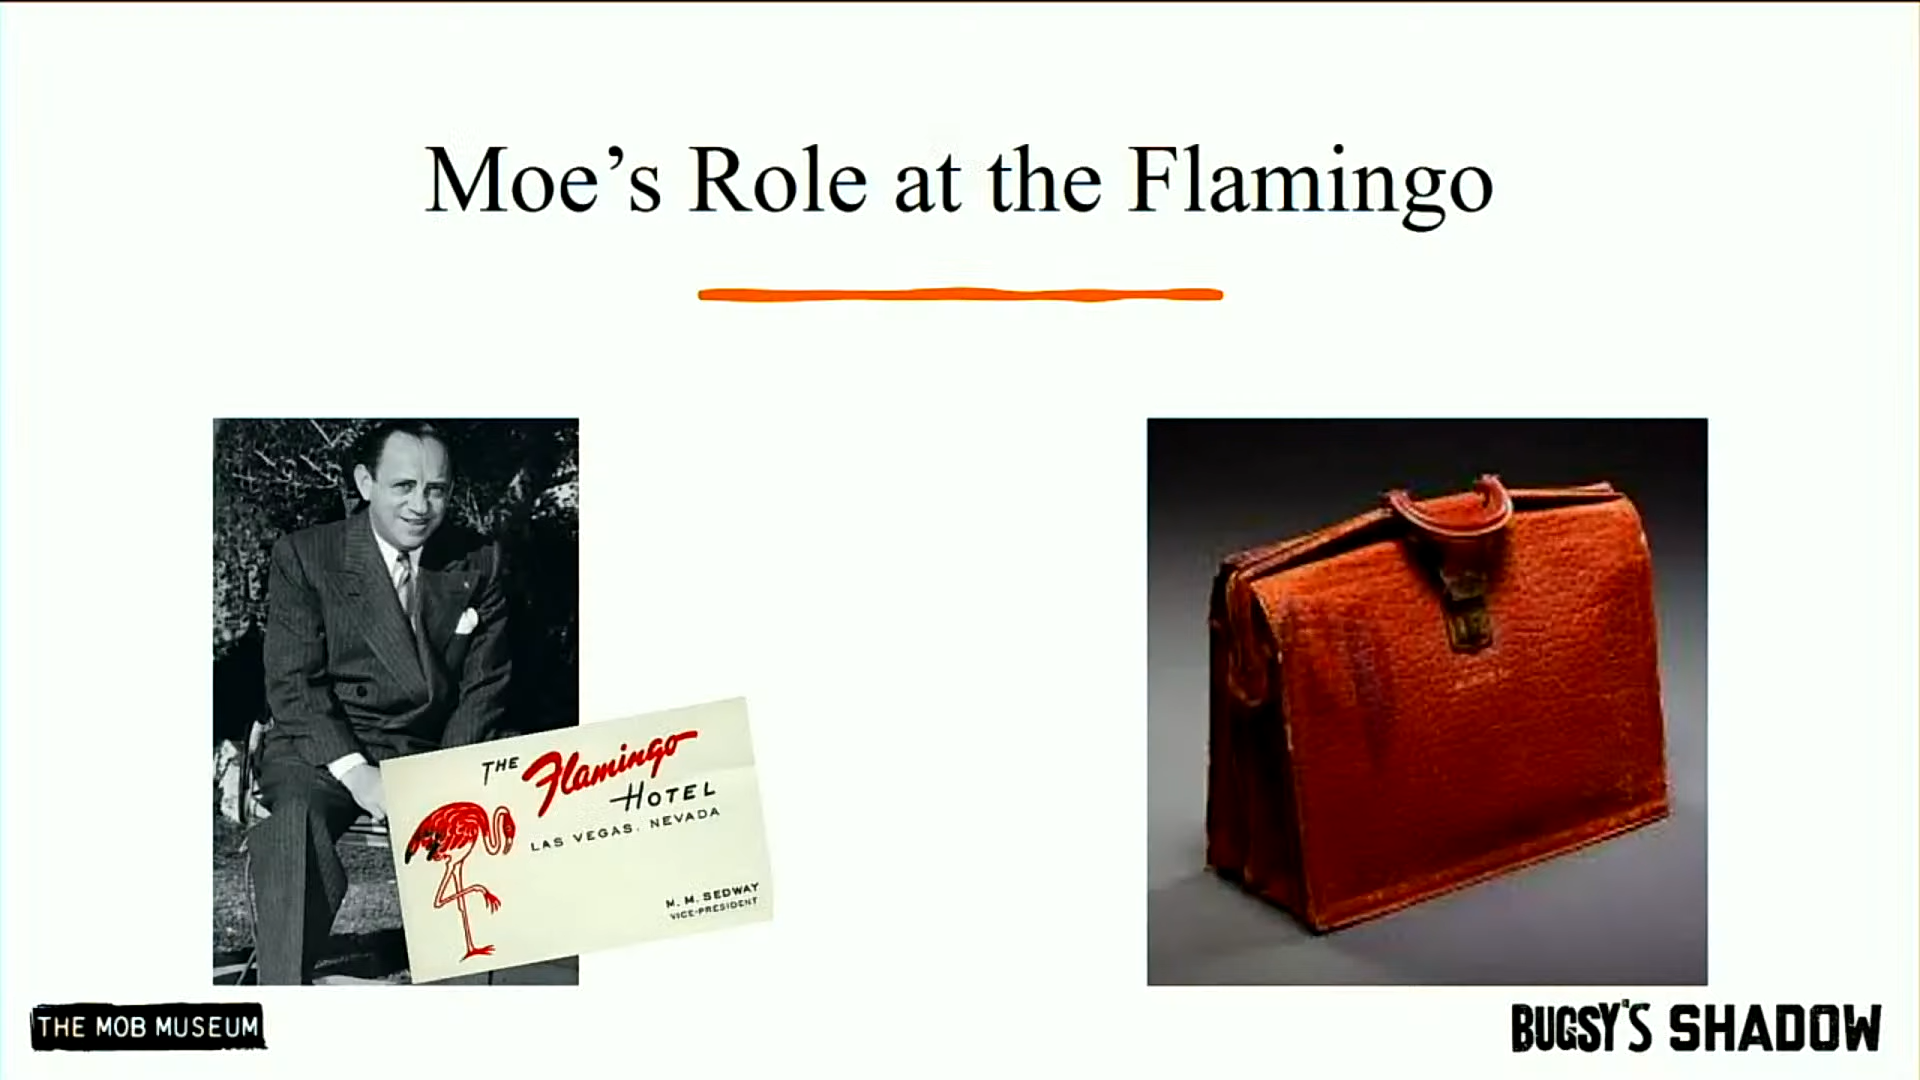 Moe’s Role at the Flamingo
THE Flamingo
HOTEL
LAS VEGAS, NEVADA
M. M. SEDWAY
VICE-PRESIDENT
THE MOB MUSEUM
BUGSY'S SHADOW